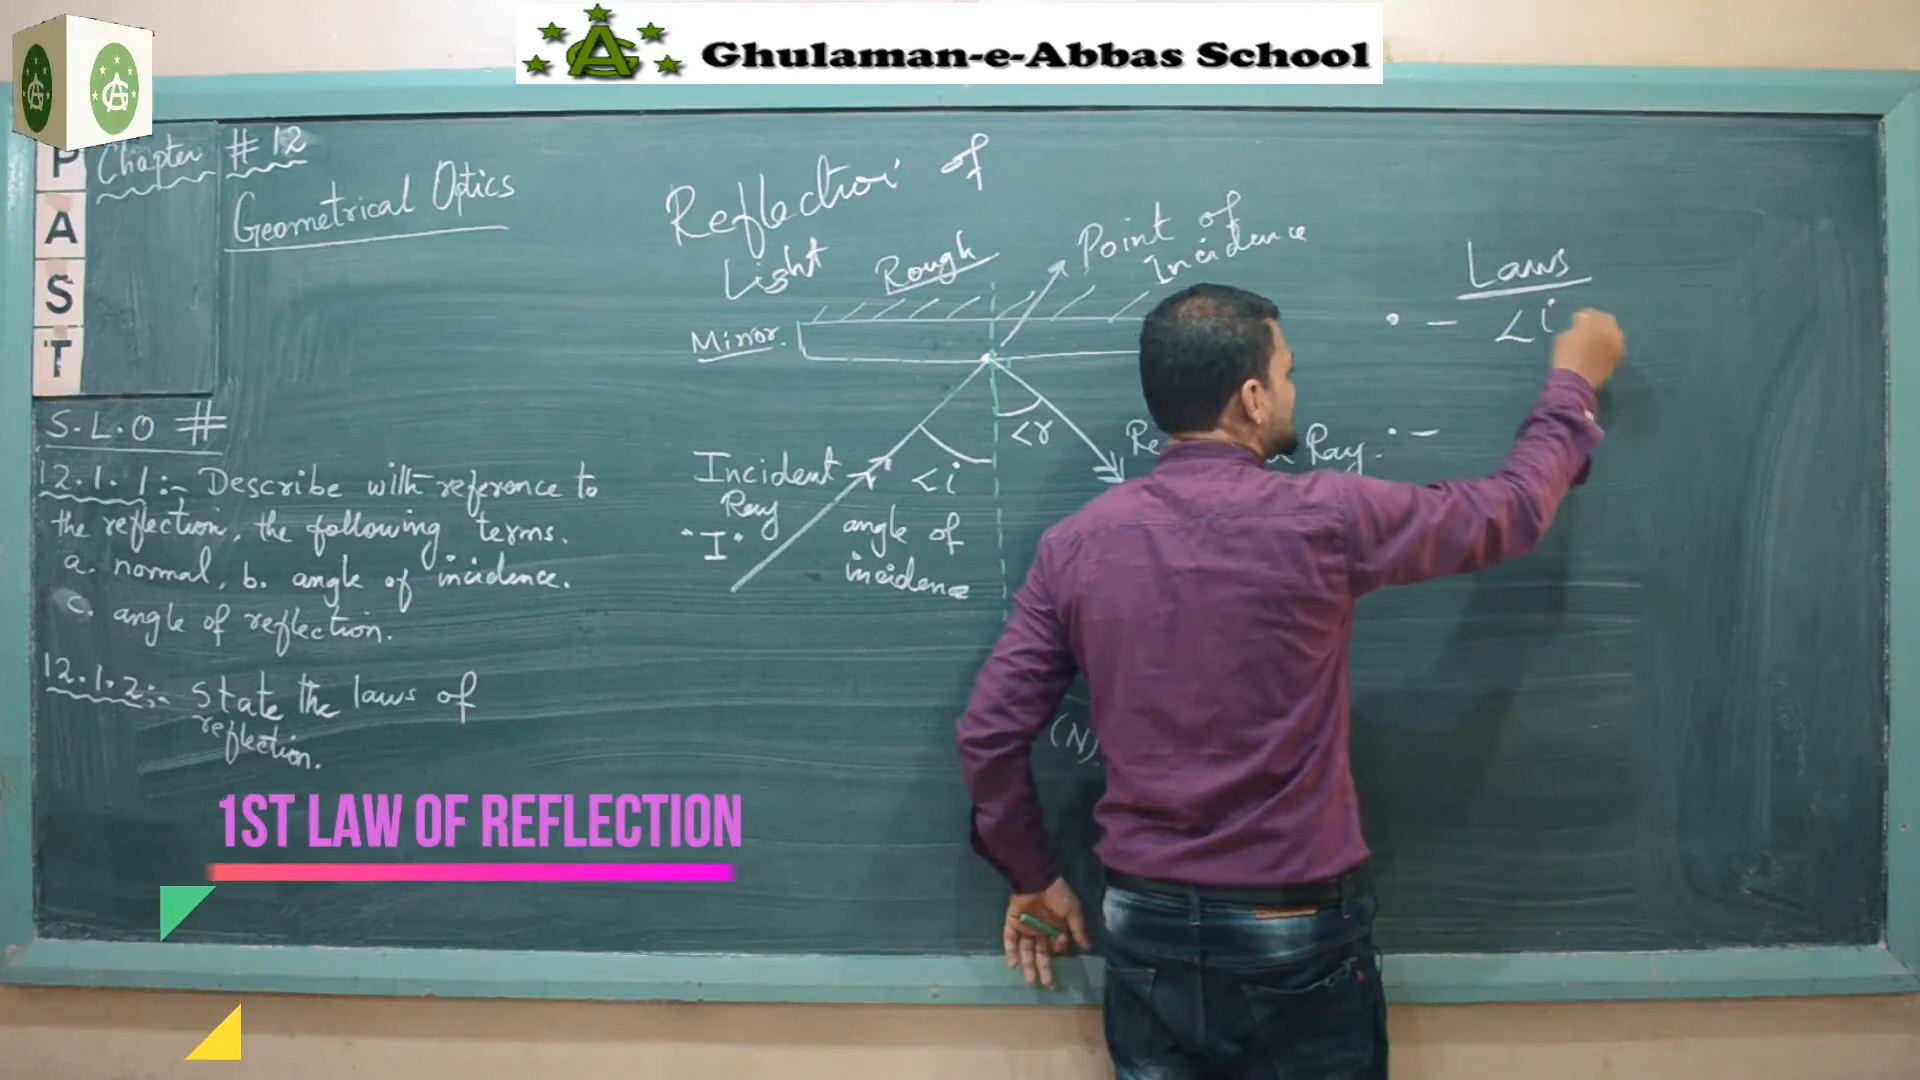 Ghulaman-e-Abbas School
P
A
S
T
Chapter # 12
Geometrical Optics
S.L.O #
12.1.1:- Describe with reference to
the reflection, the following terms.
a. normal, b. angle of incidence.
c. angle of reflection.
12.1.2:- State the laws of
reflection.
Reflection of
Light
Rough
Point of
Incidence
Mirror.
Incident
Ray
"I"
<i
angle of
incidence
<r
Ray.
(N).
Laws
• - <i
• -
1ST LAW OF REFLECTION